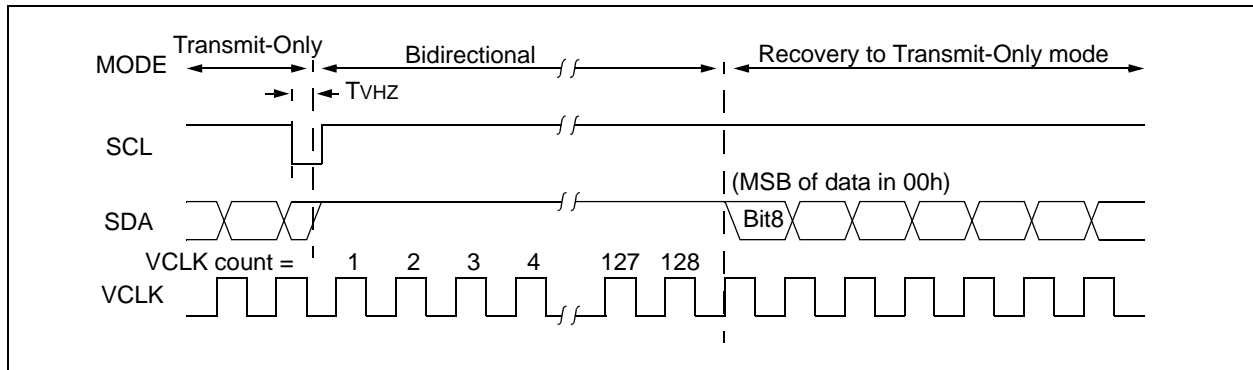 Transmit-Only
MODE
Bidirectional
Recovery to Transmit-Only mode
TVHZ
SCL
(MSB of data in 00h)
SDA
Bit8
VCLK count = 1 2 3 4 127 128
VCLK